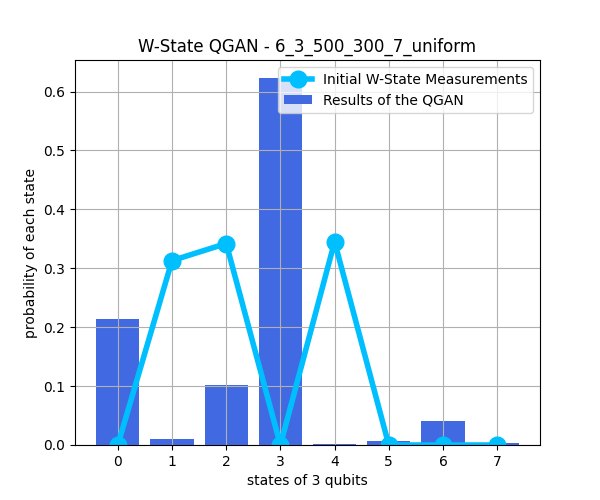 W-State QGAN - 6_3_500_300_7_uniform
Initial W-State Measurements
Results of the QGAN
probability of each state
0.6
0.5
0.4
0.3
0.2
0.1
0.0
0 1 2 3 4 5 6 7
states of 3 qubits